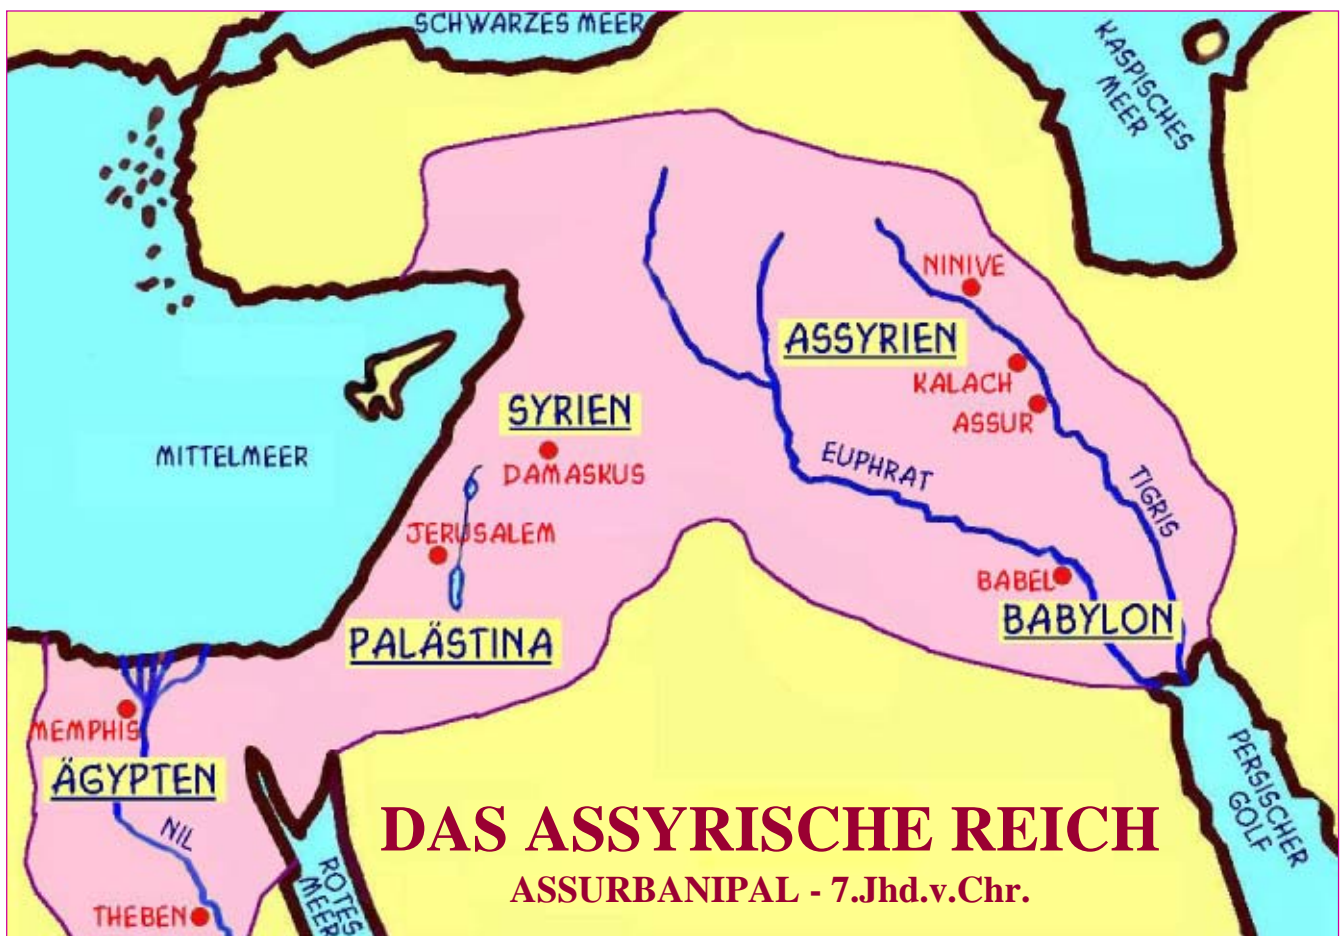 SCHWARZES MEER
KASPISCHES
MEER
NINIVE
ASSYRIEN
KALACH
ASSUR
SYRIEN
DAMASKUS
MITTELMEER
EUPHRAT
TIGRIS
JERUSALEM
BABEL
BABYLON
PALÄSTINA
MEMPHIS
ÄGYPTEN
NIL
THEBEN
ROTES
MEER
PERSISCHER
GOLF
DAS ASSYRISCHE REICH
ASSURBANIPAL - 7.Jhd.v.Chr.